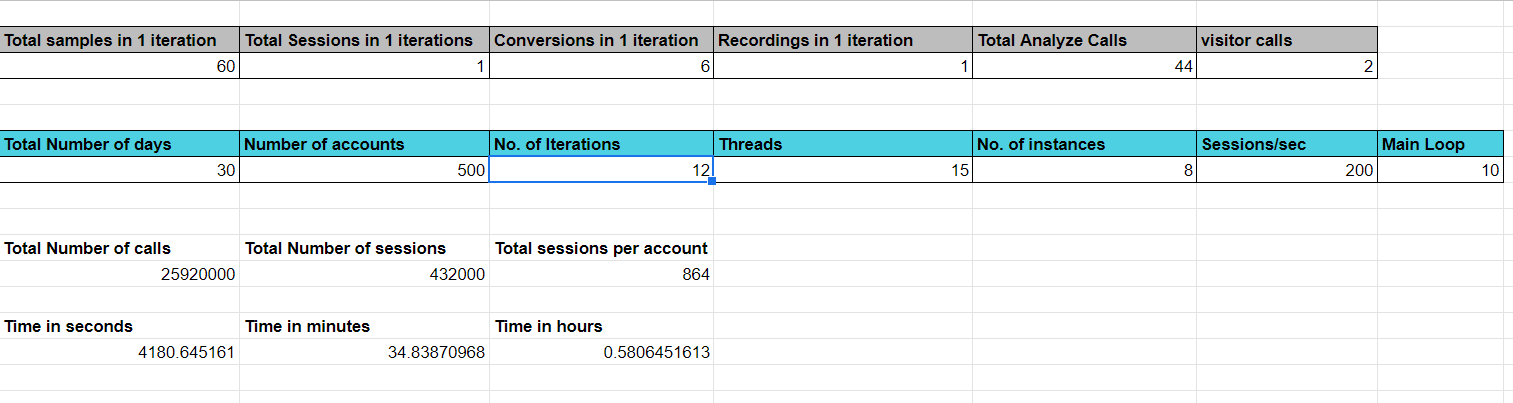 Total samples in 1 iteration Total Sessions in 1 iterations Conversions in 1 iteration Recordings in 1 iteration Total Analyze Calls visitor calls
60 1 6 1 44 2
Total Number of days Number of accounts No. of Iterations Threads No. of instances Sessions/sec Main Loop
30 500 12 15 8 200 10
Total Number of calls Total Number of sessions Total sessions per account
25920000 432000 864
Time in seconds Time in minutes Time in hours
4180.645161 34.83870968 0.5806451613